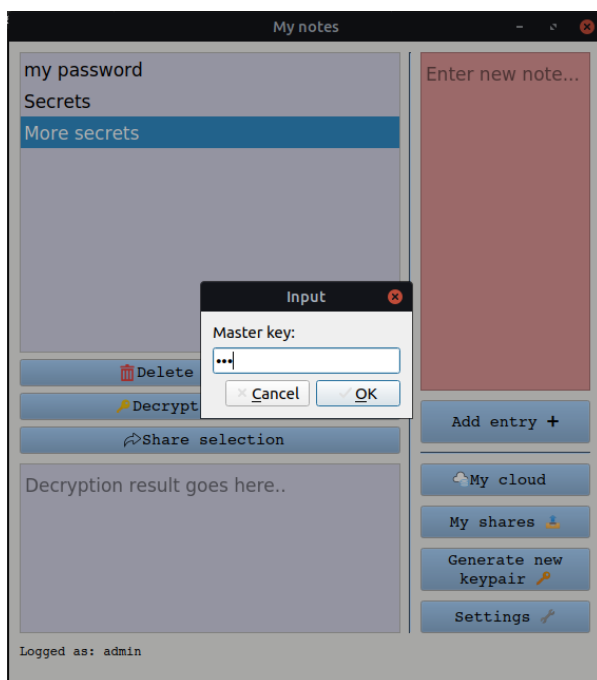 My notes
my password
Secrets
More secrets
Enter new note...
Input
Master key:
•••
Cancel
OK
Delete
Decrypt
Share selection
Decryption result goes here..
Add entry +
My cloud
My shares
Generate new
keypair
Settings
Logged as: admin